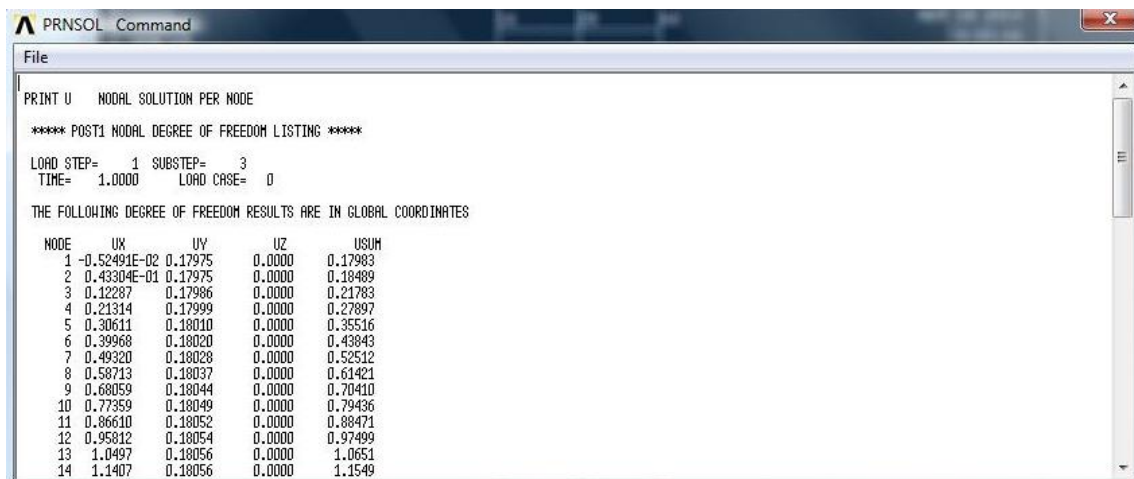 PRNSOL Command
File
PRINT U NODAL SOLUTION PER NODE
***** POST1 NODAL DEGREE OF FREEDOM LISTING *****
LOAD STEP= 1 SUBSTEP= 3
TIME= 1.0000 LOAD CASE= 0
THE FOLLOWING DEGREE OF FREEDOM RESULTS ARE IN GLOBAL COORDINATES
NODE UX UY UZ USUM
1 -0.52491E-02 0.17975 0.0000 0.17983
2 0.43304E-01 0.17975 0.0000 0.18489
3 0.12287 0.17986 0.0000 0.21783
4 0.21314 0.17999 0.0000 0.27897
5 0.30611 0.18010 0.0000 0.35516
6 0.39968 0.18020 0.0000 0.43843
7 0.49320 0.18028 0.0000 0.52512
8 0.58713 0.18037 0.0000 0.61421
9 0.68059 0.18044 0.0000 0.70410
10 0.77359 0.18049 0.0000 0.79436
11 0.86610 0.18052 0.0000 0.88471
12 0.95812 0.18054 0.0000 0.97499
13 1.0497 0.18056 0.0000 1.0651
14 1.1407 0.18056 0.0000 1.1549